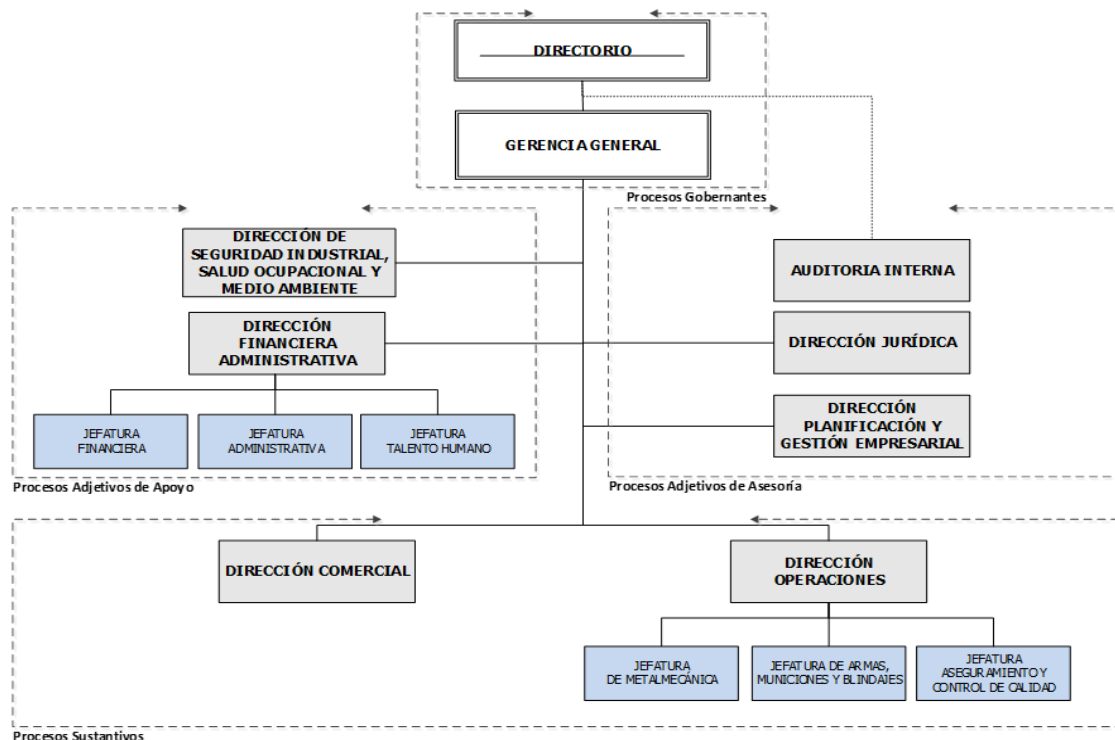 DIRECTORIO
GERENCIA GENERAL
Procesos Gobernantes
DIRECCIÓN DE
SEGURIDAD INDUSTRIAL,
SALUD OCUPACIONAL Y
MEDIO AMBIENTE
DIRECCIÓN
FINANCIERA
ADMINISTRATIVA
JEFATURA
FINANCIERA
JEFATURA
ADMINISTRATIVA
JEFATURA
TALENTO HUMANO
Procesos Adjetivos de Apoyo
AUDITORIA INTERNA
DIRECCIÓN JURÍDICA
DIRECCIÓN
PLANIFICACIÓN Y
GESTIÓN EMPRESARIAL
Procesos Adjetivos de Asesoría
DIRECCIÓN COMERCIAL
DIRECCIÓN
OPERACIONES
JEFATURA
DE METALMECÁNICA
JEFATURA DE ARMAS,
MUNICIONES Y BLINDAJES
JEFATURA
ASEGURAMIENTO Y
CONTROL DE CALIDAD
Procesos Sustantivos